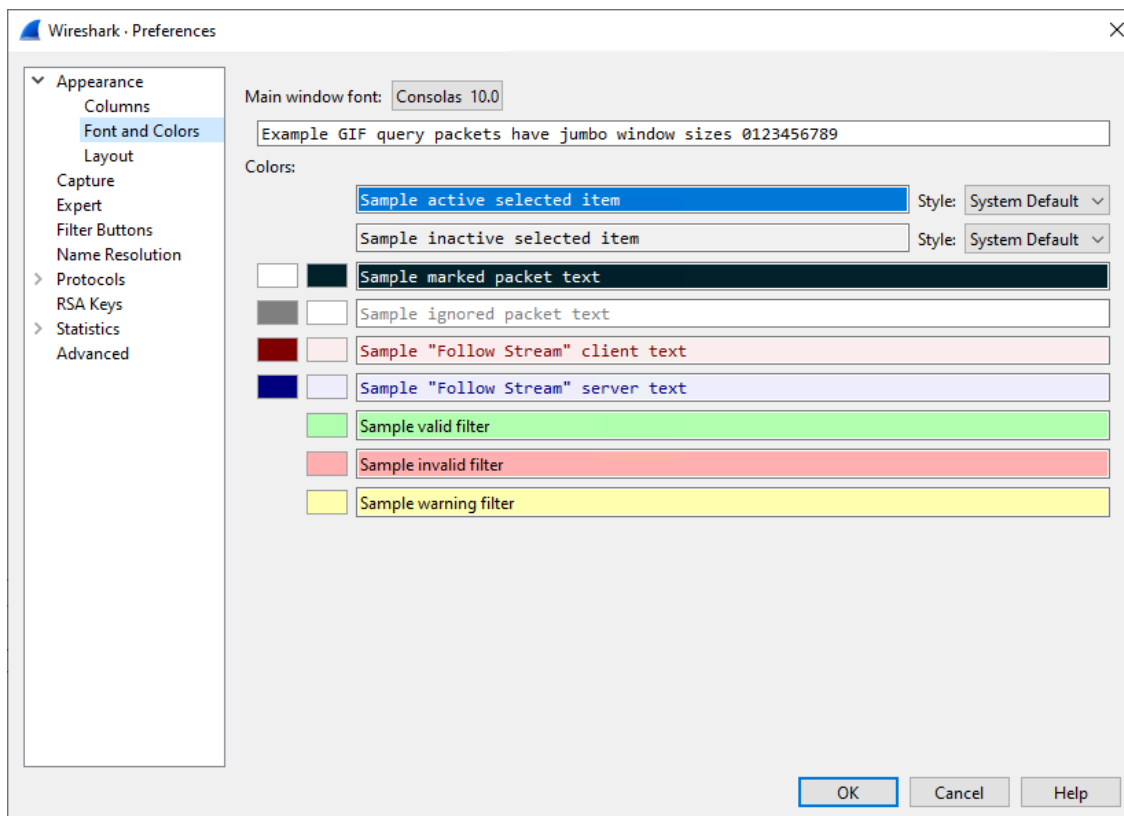 Wireshark · Preferences
Appearance
Columns
Font and Colors
Layout
Capture
Expert
Filter Buttons
Name Resolution
Protocols
RSA Keys
Statistics
Advanced
Main window font: Consolas 10.0
Example GIF query packets have jumbo window sizes 0123456789
Colors:
Sample active selected item Style: System Default
Sample inactive selected item Style: System Default
Sample marked packet text
Sample ignored packet text
Sample "Follow Stream" client text
Sample "Follow Stream" server text
Sample valid filter
Sample invalid filter
Sample warning filter
OK Cancel Help